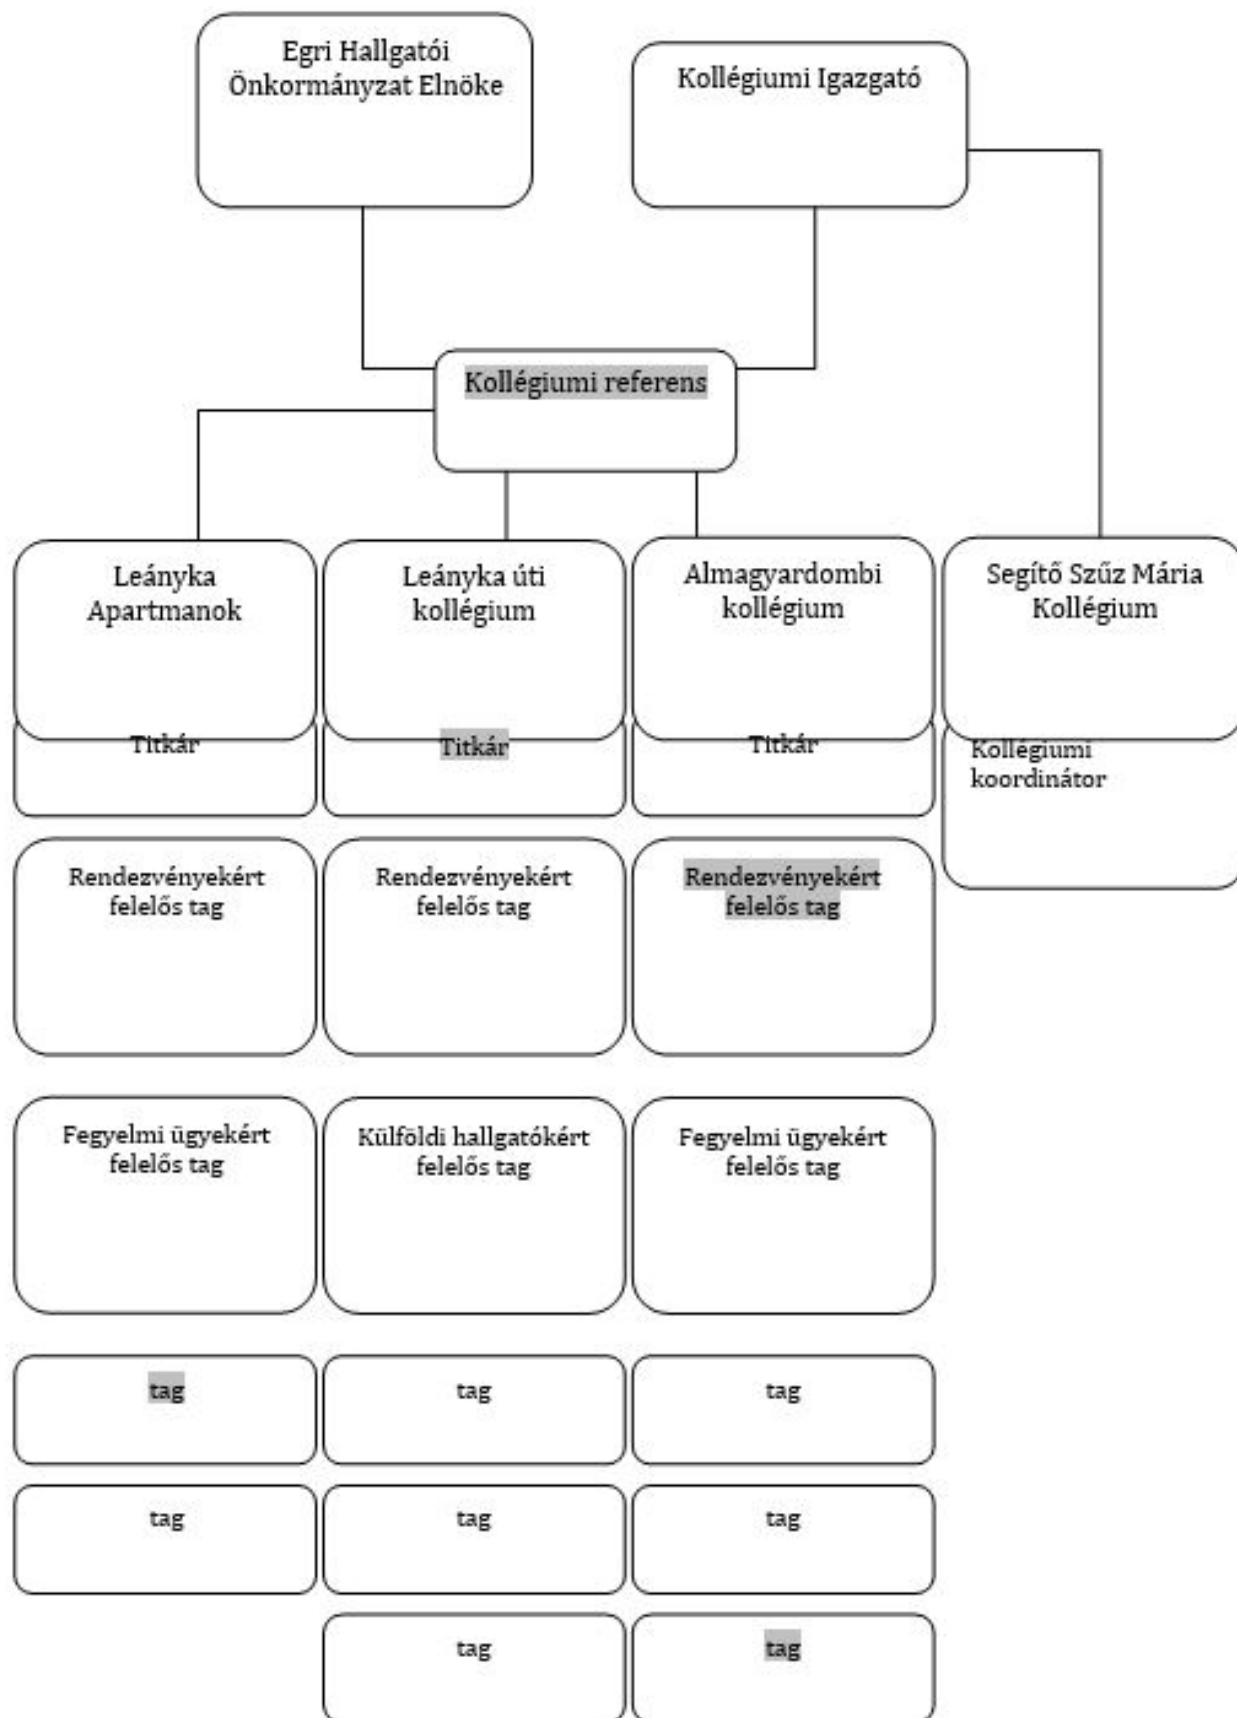 Egri Hallgatói
Önkormányzat Elnöke
Kollégiumi Igazgató
Kollégiumi referens
Leányka
Apartmanok
Leányka úti
kollégium
Almagyardombi
kollégium
Segítő Szűz Mária
Kollégium
Titkár
Titkár
Titkár
Kollégiumi
koordinátor
Rendezvényekért
felelős tag
Rendezvényekért
felelős tag
Rendezvényekért
felelős tag
Fegyelmi ügyekért
felelős tag
Külföldi hallgatókért
felelős tag
Fegyelmi ügyekért
felelős tag
tag
tag
tag
tag
tag
tag
tag
tag